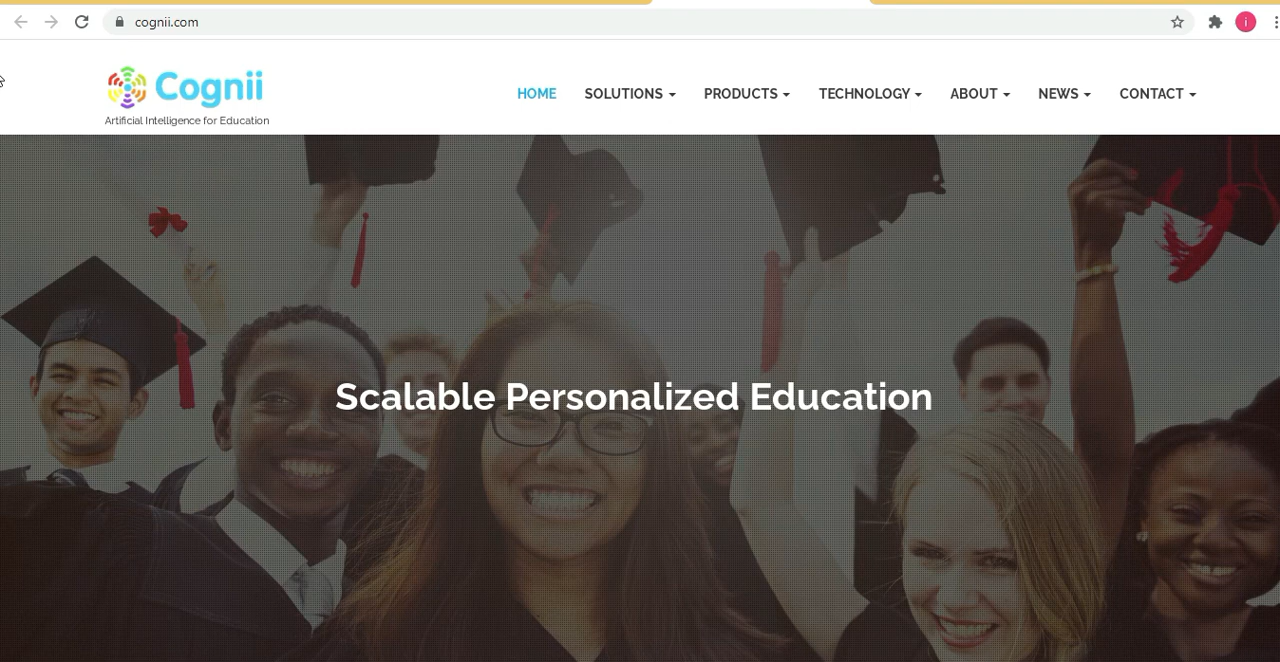 cognii.com
i
Cognii
Artificial Intelligence for Education
HOME SOLUTIONS PRODUCTS TECHNOLOGY ABOUT NEWS CONTACT
Scalable Personalized Education